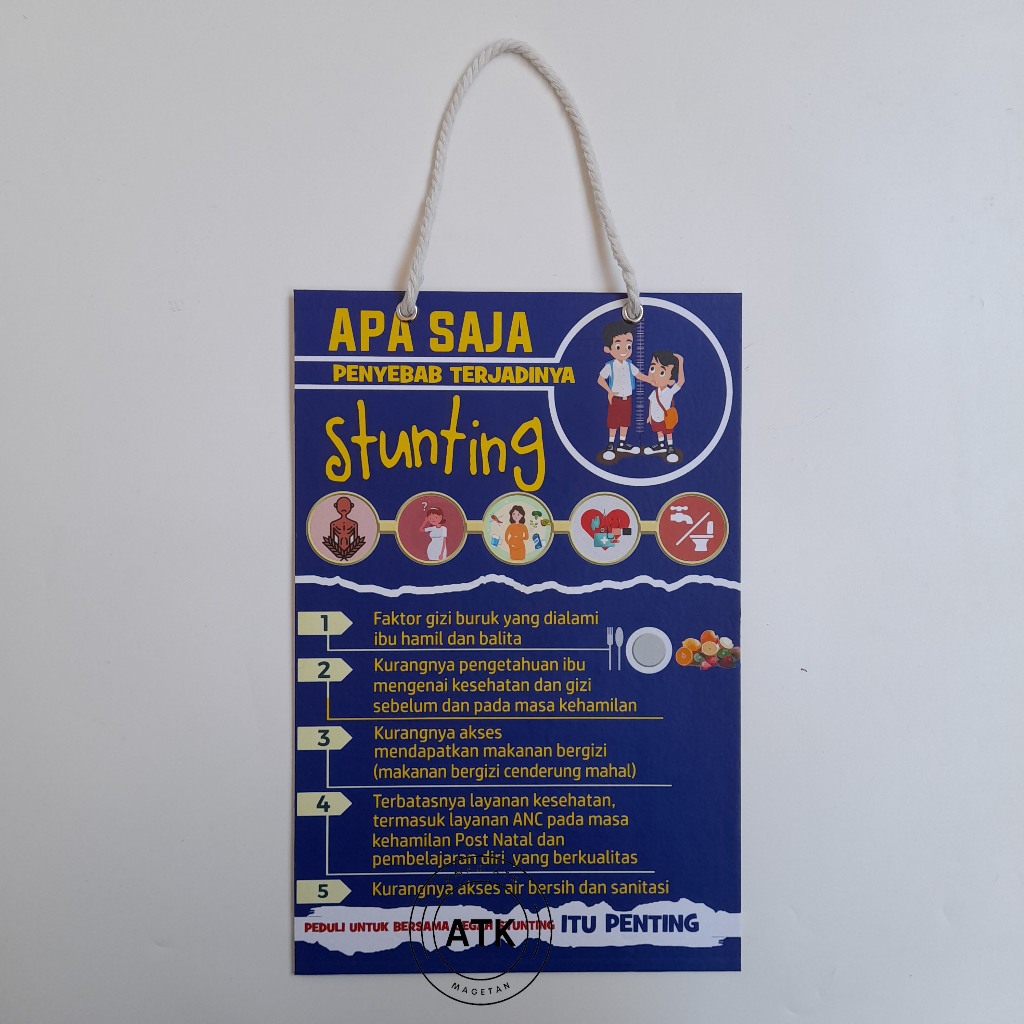 APA SAJA
PENYEBAB TERJADINYA
stunting
?
1
Faktor gizi buruk yang dialami
ibu hamil dan balita
2
Kurangnya pengetahuan ibu
mengenai kesehatan dan gizi
sebelum dan pada masa kehamilan
3
Kurangnya akses
mendapatkan makanan bergizi
(makanan bergizi cenderung mahal)
4
Terbatasnya layanan kesehatan,
termasuk layanan ANC pada masa
kehamilan Post Natal dan
pembelajaran diri yang berkualitas
5
Kurangnya akses air bersih dan sanitasi
PEDULI UNTUK BERSAMA CEGAH STUNTING ITU PENTING
ATK
MAGETAN